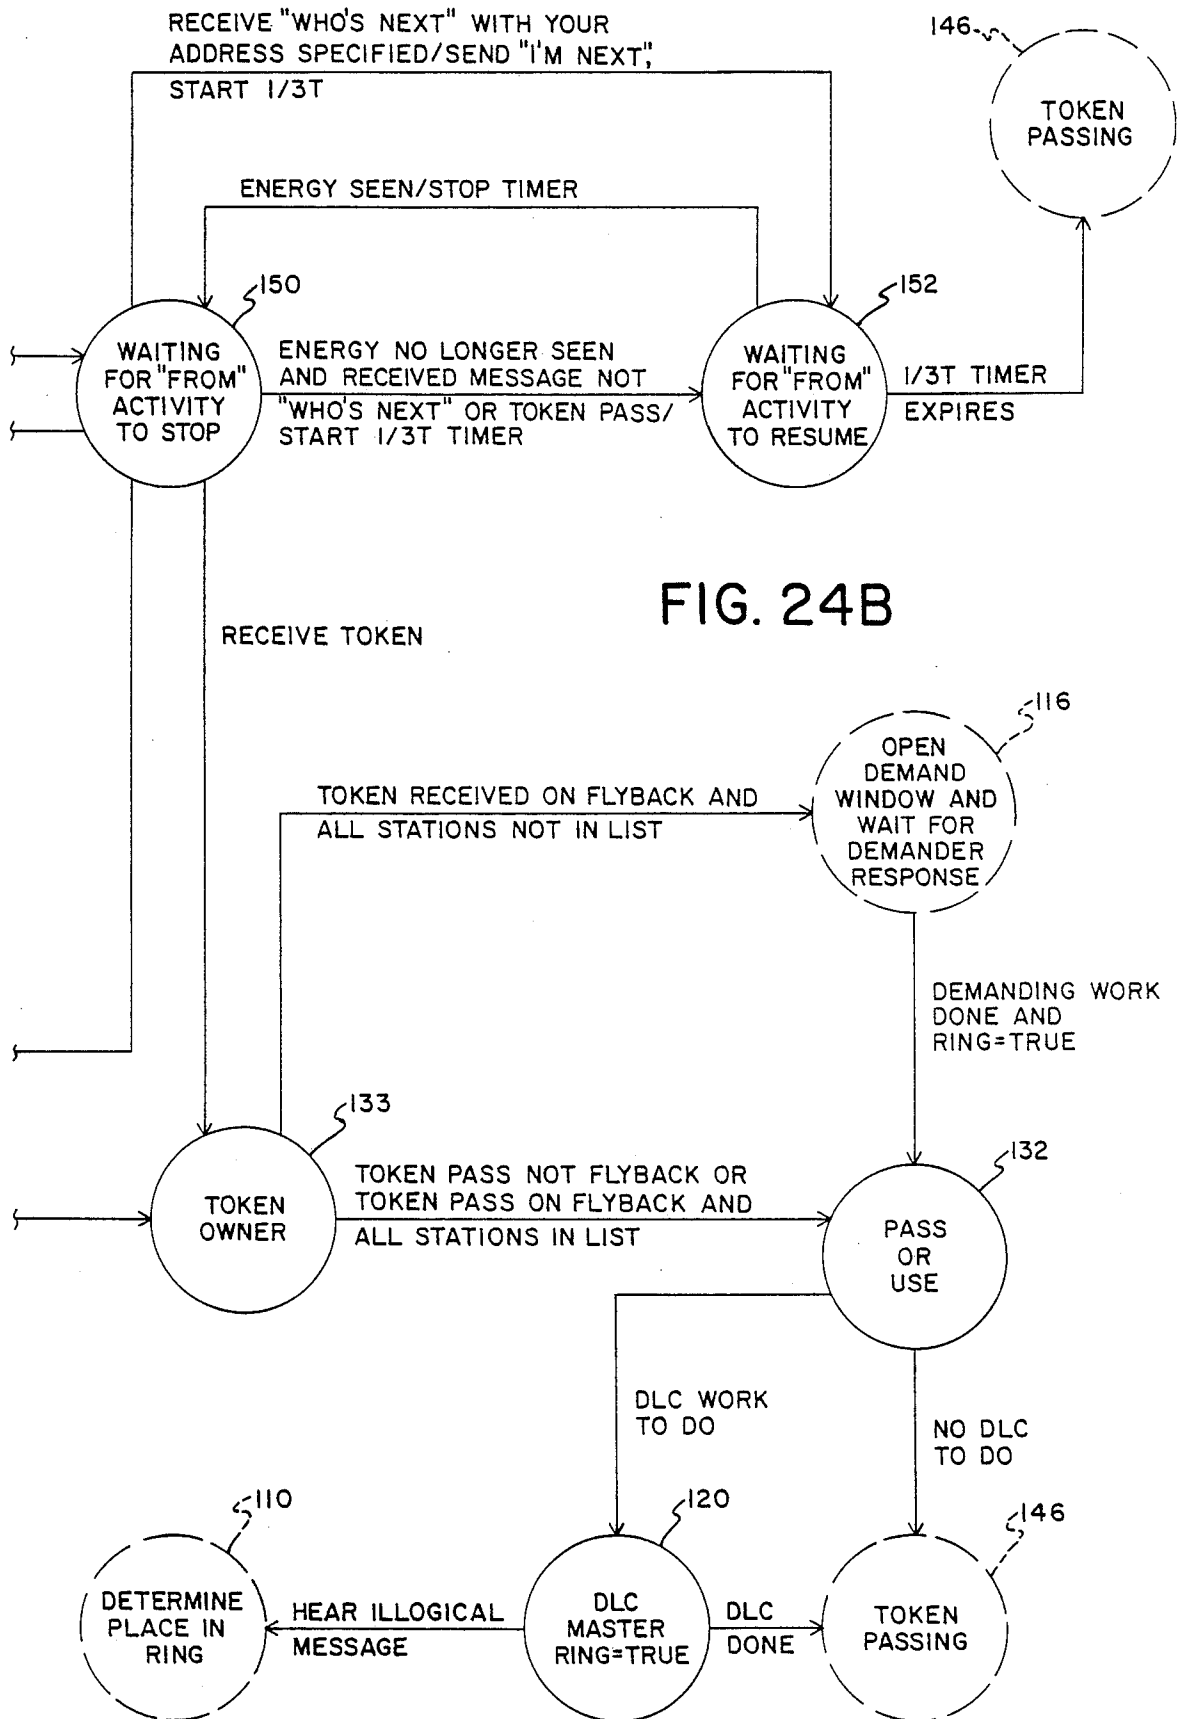 RECEIVE "WHO'S NEXT" WITH YOUR
ADDRESS SPECIFIED/SEND "I'M NEXT",
START 1/3T
146
TOKEN
PASSING
ENERGY SEEN/STOP TIMER
150
152
WAITING
FOR "FROM"
ACTIVITY
TO STOP
ENERGY NO LONGER SEEN
AND RECEIVED MESSAGE NOT
"WHO'S NEXT" OR TOKEN PASS/
START 1/3T TIMER
WAITING
FOR "FROM"
ACTIVITY
TO RESUME
1/3T TIMER
EXPIRES
FIG. 24B
RECEIVE TOKEN
116
OPEN
DEMAND
WINDOW AND
WAIT FOR
DEMANDER
RESPONSE
TOKEN RECEIVED ON FLYBACK AND
ALL STATIONS NOT IN LIST
DEMANDING WORK
DONE AND
RING=TRUE
133
TOKEN
OWNER
TOKEN PASS NOT FLYBACK OR
TOKEN PASS ON FLYBACK AND
ALL STATIONS IN LIST
132
PASS
OR
USE
DLC WORK
TO DO
NO DLC
TO DO
110
DETERMINE
PLACE IN
RING
HEAR ILLOGICAL
MESSAGE
120
DLC
MASTER
RING=TRUE
DLC
DONE
146
TOKEN
PASSING